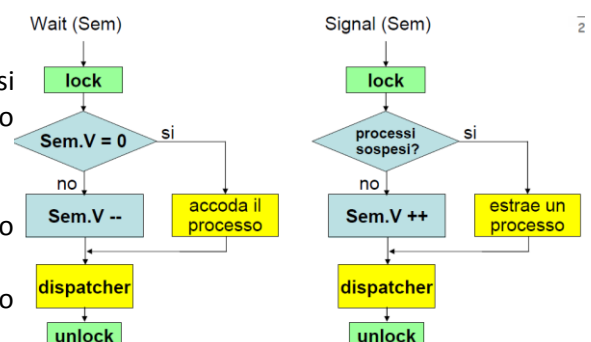 Wait (Sem)
Signal (Sem)
2
si
o
o
o
lock
Sem.V = 0
si
no
Sem.V --
accoda il
processo
dispatcher
unlock
lock
processi
sospesi?
si
no
Sem.V ++
estrae un
processo
dispatcher
unlock